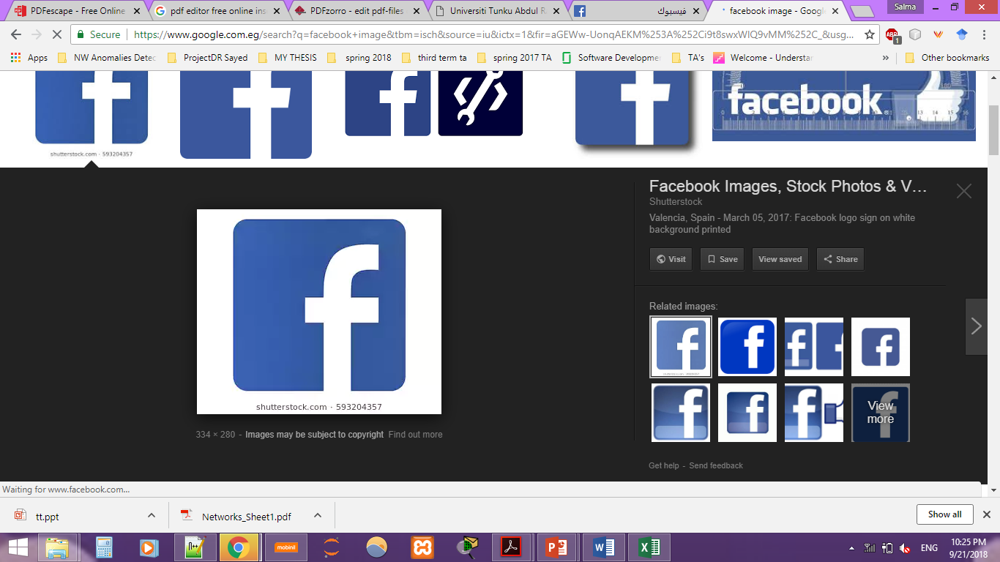 PDFescape - Free Online
pdf editor free online ins
PDFzorro - edit pdf-files
Universiti Tunku Abdul R
فيسبوك
facebook image - Googl
Salma
Secure
https://www.google.com.eg/search?q=facebook+image&tbm=isch&source=iu&ictx=1&fir=aGEWw-UonqAEKM%253A%252Ci9t8swxWlQ9vMM%252C_&usg...
ABP
1
Apps
NW Anomalies Detec
ProjectDR Sayed
MY THESIS
spring 2018
third term ta
spring 2017 TA
Software Developme
TA's
Welcome - Understan
»
Other bookmarks
shutterstock.com · 593204357
facebook
Facebook Images, Stock Photos & V...
Shutterstock
Valencia, Spain - March 05, 2017: Facebook logo sign on white
background printed
Visit
Save
View saved
Share
Related images:
View
more
shutterstock.com · 593204357
334 × 280 - Images may be subject to copyright Find out more
Get help - Send feedback
Waiting for www.facebook.com...
tt.ppt
Networks_Sheet1.pdf
Show all
mobinil
ENG
10:25 PM
9/21/2018